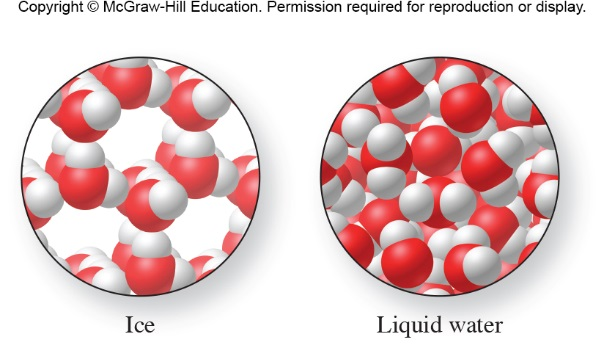 Copyright © McGraw-Hill Education. Permission required for reproduction or display.
Ice
Liquid water